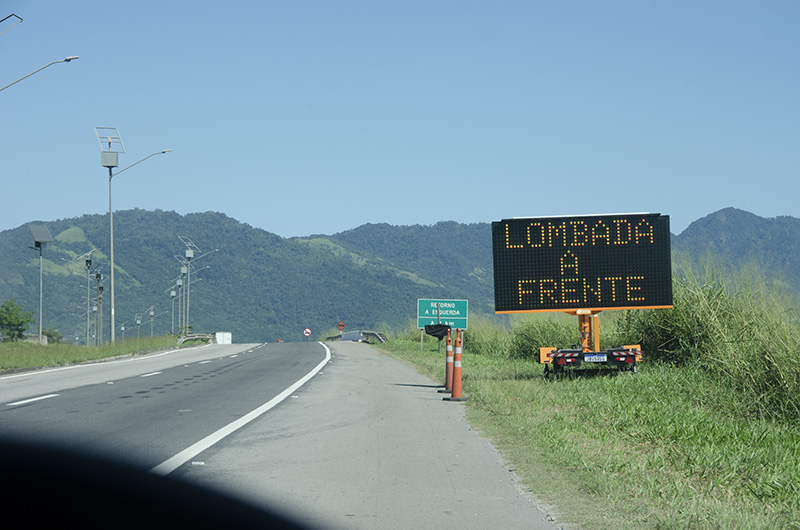 LOMBADA
À
FRENTE
RETORNO
A ESQUERDA
A